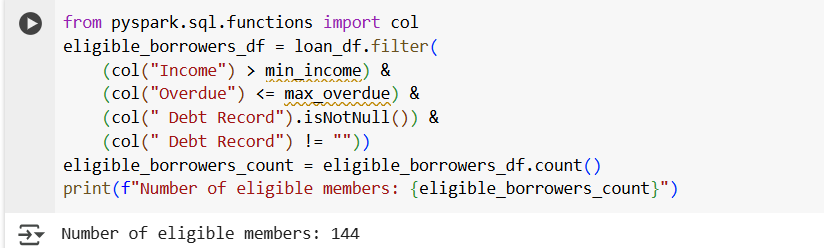 from pyspark.sql.functions import col
eligible_borrowers_df = loan_df.filter(
    (col("Income") > min_income) &
    (col("Overdue") <= max_overdue) &
    (col(" Debt Record").isNotNull()) &
    (col(" Debt Record") != ""))
eligible_borrowers_count = eligible_borrowers_df.count()
print(f"Number of eligible members: {eligible_borrowers_count}")
Number of eligible members: 144